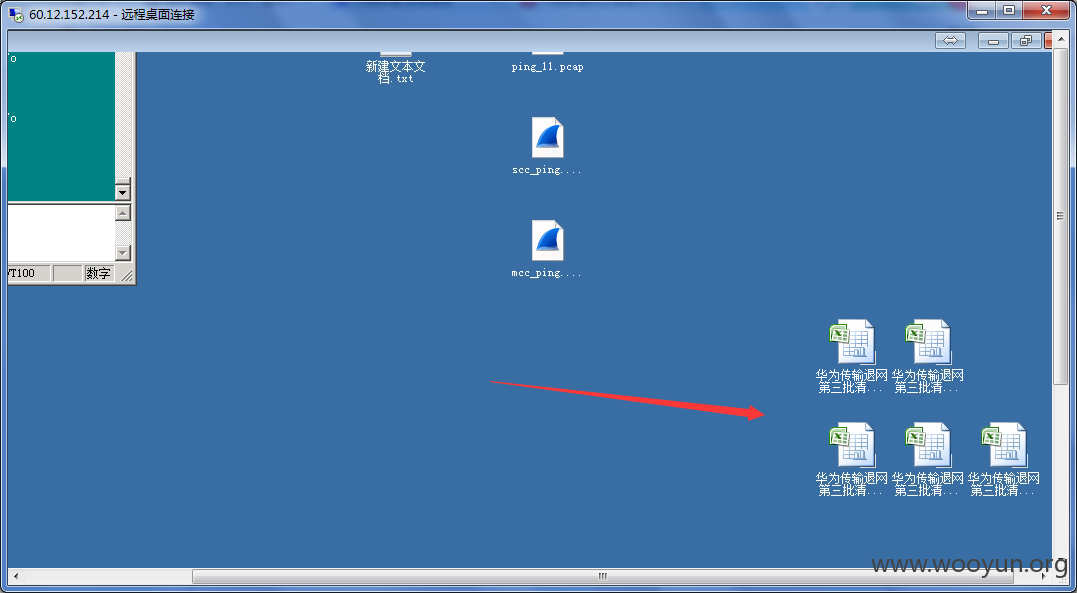 60.12.152.214 - 远程桌面连接
新建文本文
档.txt
ping_11.pcap
scc_ping....
mcc_ping....
VT100
数字
华为传输退网
第三批清...
华为传输退网
第三批清...
华为传输退网
第三批清...
华为传输退网
第三批清...
华为传输退网
第三批清...
www.wooyun.org